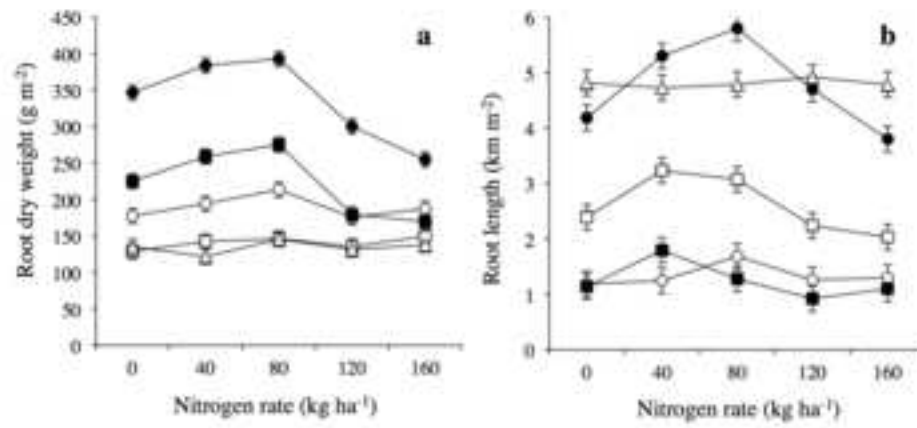 a
Root dry weight (g m⁻²)
450
400
350
300
250
200
150
100
50
0
0 40 80 120 160
Nitrogen rate (kg ha⁻¹)
b
Root length (km m⁻²)
6
5
4
3
2
1
0
0 40 80 120 160
Nitrogen rate (kg ha⁻¹)